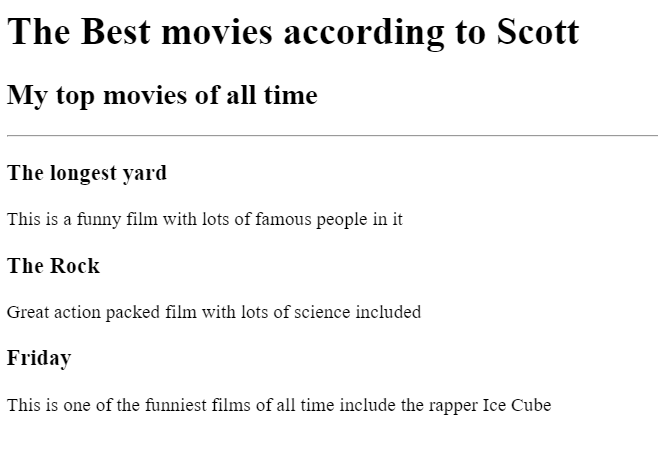 The Best movies according to Scott
My top movies of all time
The longest yard
This is a funny film with lots of famous people in it
The Rock
Great action packed film with lots of science included
Friday
This is one of the funniest films of all time include the rapper Ice Cube